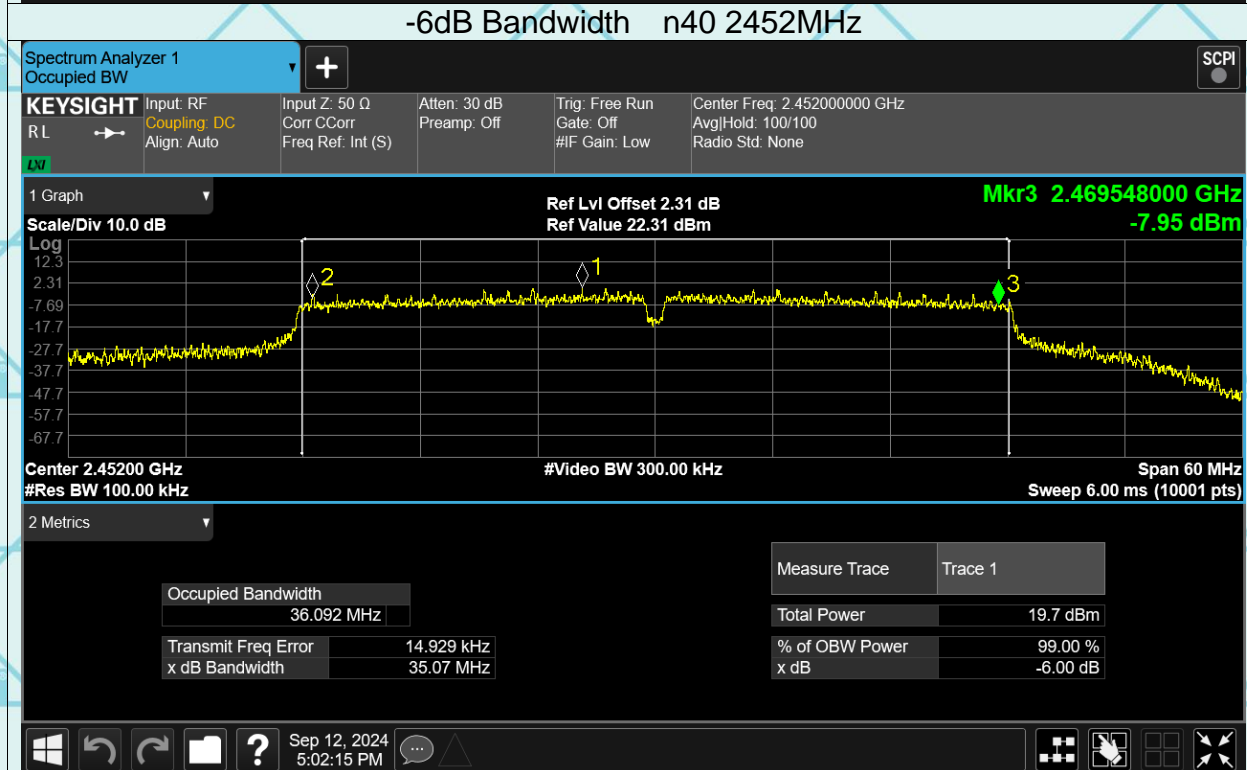 -6dB Bandwidth n40 2452MHz
Spectrum Analyzer 1
Occupied BW
+
SCPI
KEYSIGHT Input: RF Input Z: 50 Ω Atten: 30 dB Trig: Free Run Center Freq: 2.452000000 GHz
RL Coupling: DC Corr CCorr Preamp: Off Gate: Off Avg|Hold: 100/100
Align: Auto Freq Ref: Int (S) #IF Gain: Low Radio Std: None
LXI
1 Graph Ref Lvl Offset 2.31 dB Mkr3 2.469548000 GHz
Scale/Div 10.0 dB Ref Value 22.31 dBm -7.95 dBm
Log
12.3
2.31
-7.69
-17.7
-27.7
-37.7
-47.7
-57.7
-67.7
2 1 3
Center 2.45200 GHz #Video BW 300.00 kHz Span 60 MHz
#Res BW 100.00 kHz Sweep 6.00 ms (10001 pts)
2 Metrics
Measure Trace Trace 1
Occupied Bandwidth
36.092 MHz Total Power 19.7 dBm
Transmit Freq Error 14.929 kHz % of OBW Power 99.00 %
x dB Bandwidth 35.07 MHz x dB -6.00 dB
? Sep 12, 2024
5:02:15 PM